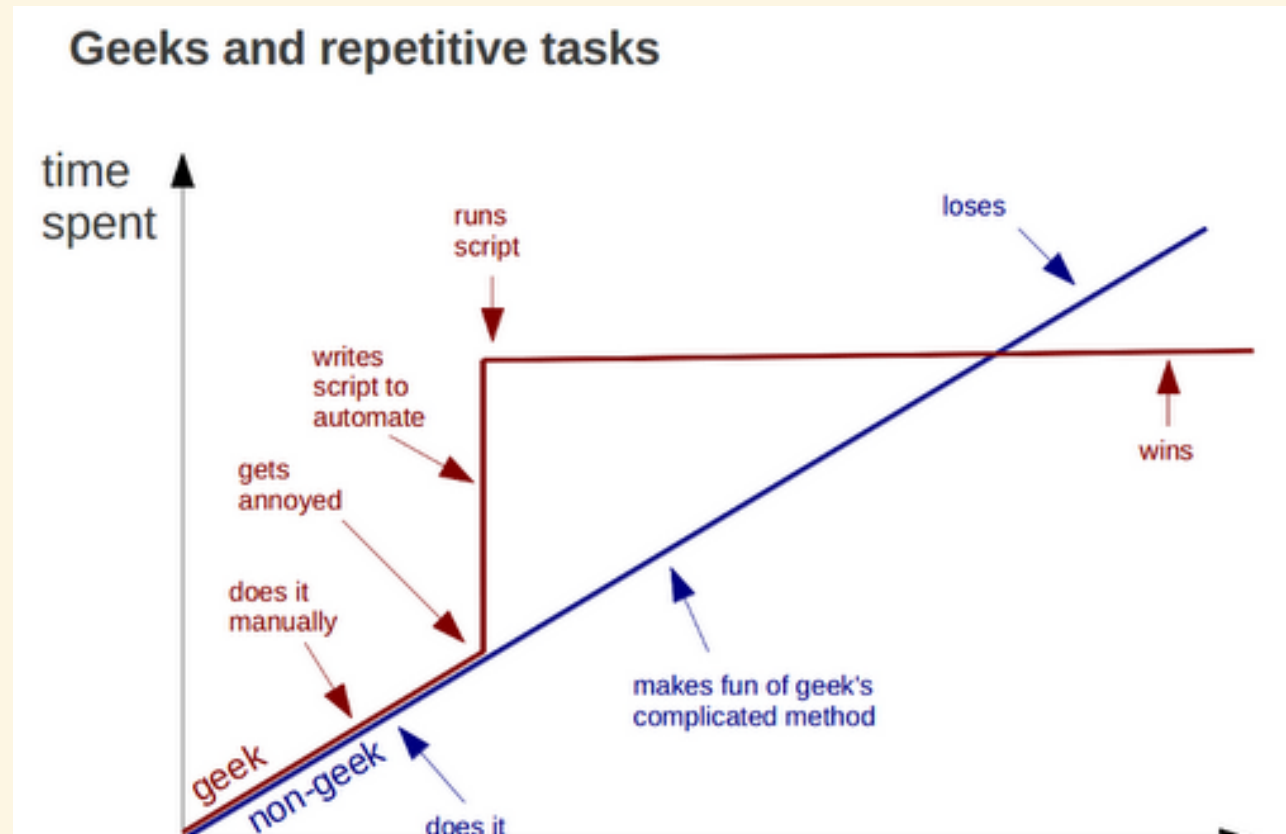 Geeks and repetitive tasks
time
spent
runs
script
loses
writes
script to
automate
wins
gets
annoyed
does it
manually
makes fun of geek's
complicated method
geek
non-geek
does it